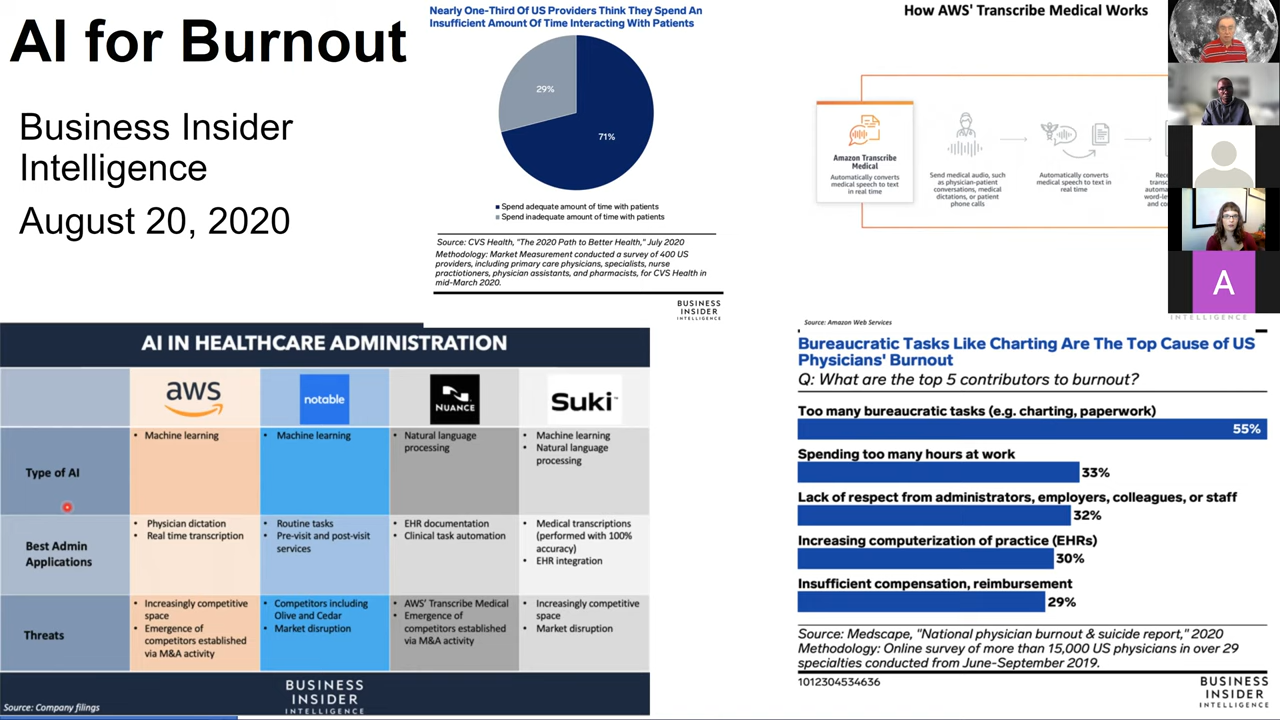 AI for Burnout
Business Insider
Intelligence
August 20, 2020
Nearly One-Third Of US Providers Think They Spend An
Insufficient Amount Of Time Interacting With Patients
29%
71%
Spend adequate amount of time with patients
Spend inadequate amount of time with patients
Source: CVS Health, "The 2020 Path to Better Health," July 2020
Methodology: Market Measurement conducted a survey of 400 US
providers, including primary care physicians, specialists, nurse
practiotioners, physician assistants, and pharmacists, for CVS Health in
mid-March 2020.
BUSINESS
INSIDER
INTELLIGENCE
How AWS' Transcribe Medical Works
Amazon Transcribe
Medical
Automatically converts
medical speech to text
in real time
Send medical audio, such
as physician-patient
conversations, medical
dictations, or patient
phone calls
Automatically converts
medical speech to text in
real time
A
INTELLIGENCE
Source: Amazon Web Services
AI IN HEALTHCARE ADMINISTRATION
aws
notable
NUANCE
Suki™
Type of AI
• Machine learning
• Machine learning
• Natural language
processing
• Machine learning
• Natural language
processing
Best Admin
Applications
• Physician dictation
• Real time transcription
• Routine tasks
• Pre-visit and post-visit
services
• EHR documentation
• Clinical task automation
• Medical transcriptions
(performed with 100%
accuracy)
• EHR integration
Threats
• Increasingly competitive
space
• Emergence of
competitors established
via M&A activity
• Competitors including
Olive and Cedar
• Market disruption
• AWS' Transcribe Medical
• Emergence of
competitors established
via M&A activity
• Increasingly competitive
space
• Market disruption
Source: Company filings
BUSINESS
INSIDER
INTELLIGENCE
Bureaucratic Tasks Like Charting Are The Top Cause of US
Physicians' Burnout
Q: What are the top 5 contributors to burnout?
Too many bureaucratic tasks (e.g. charting, paperwork)
55%
Spending too many hours at work
33%
Lack of respect from administrators, employers, colleagues, or staff
32%
Increasing computerization of practice (EHRs)
30%
Insufficient compensation, reimbursement
29%
Source: Medscape, "National physician burnout & suicide report," 2020
Methodology: Online survey of more than 15,000 US physicians in over 29
specialties conducted from June-September 2019.
1012304534636
BUSINESS
INSIDER
INTELLIGENCE